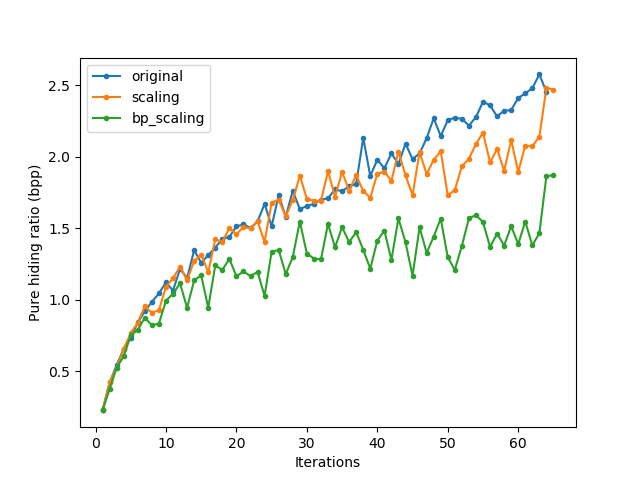 original
scaling
bp_scaling
2.5
2.0
1.5
1.0
0.5
Pure hiding ratio (bpp)
0 10 20 30 40 50 60
Iterations